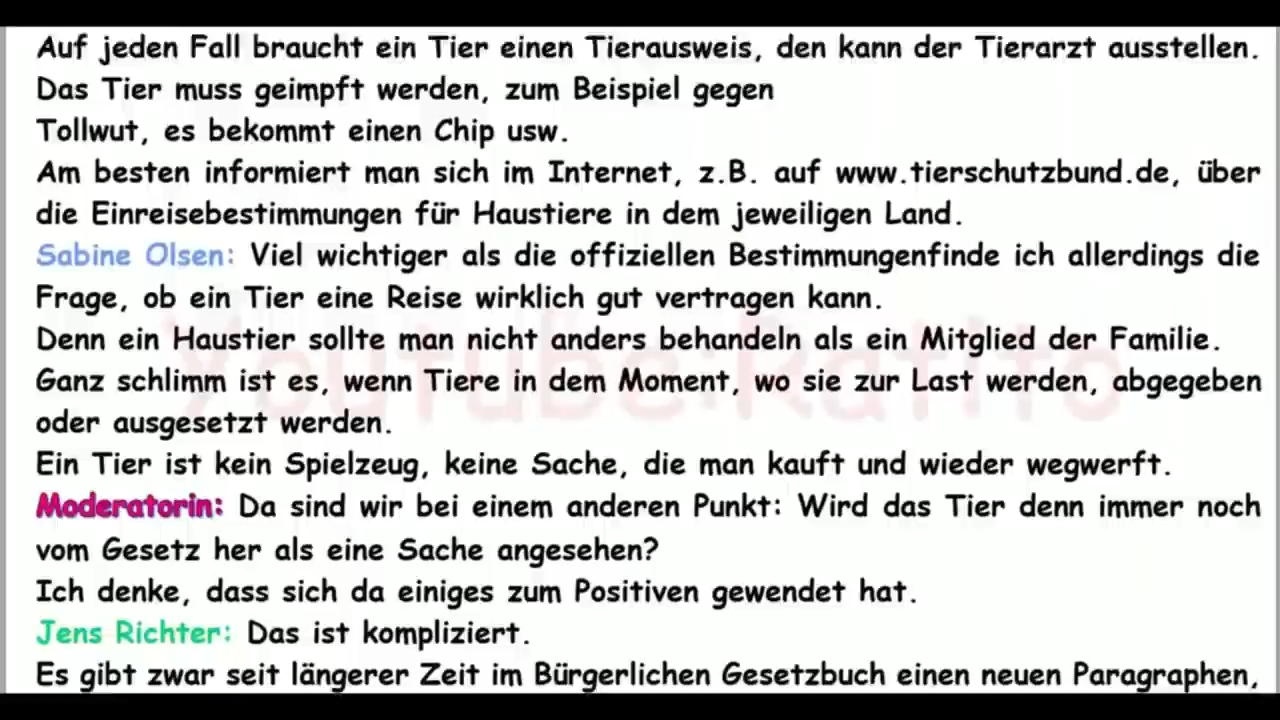 Auf jeden Fall braucht ein Tier einen Tierausweis, den kann der Tierarzt ausstellen.
Das Tier muss geimpft werden, zum Beispiel gegen
Tollwut, es bekommt einen Chip usw.
Am besten informiert man sich im Internet, z.B. auf www.tierschutzbund.de, über
die Einreisebestimmungen für Haustiere in dem jeweiligen Land.
Sabine Olsen: Viel wichtiger als die offiziellen Bestimmungenfinde ich allerdings die
Frage, ob ein Tier eine Reise wirklich gut vertragen kann.
Denn ein Haustier sollte man nicht anders behandeln als ein Mitglied der Familie.
Youtube:Ratito
Ganz schlimm ist es, wenn Tiere in dem Moment, wo sie zur Last werden, abgegeben
oder ausgesetzt werden.
Ein Tier ist kein Spielzeug, keine Sache, die man kauft und wieder wegwerft.
Moderatorin: Da sind wir bei einem anderen Punkt: Wird das Tier denn immer noch
vom Gesetz her als eine Sache angesehen?
Ich denke, dass sich da einiges zum Positiven gewendet hat.
Jens Richter: Das ist kompliziert.
Es gibt zwar seit längerer Zeit im Bürgerlichen Gesetzbuch einen neuen Paragraphen,